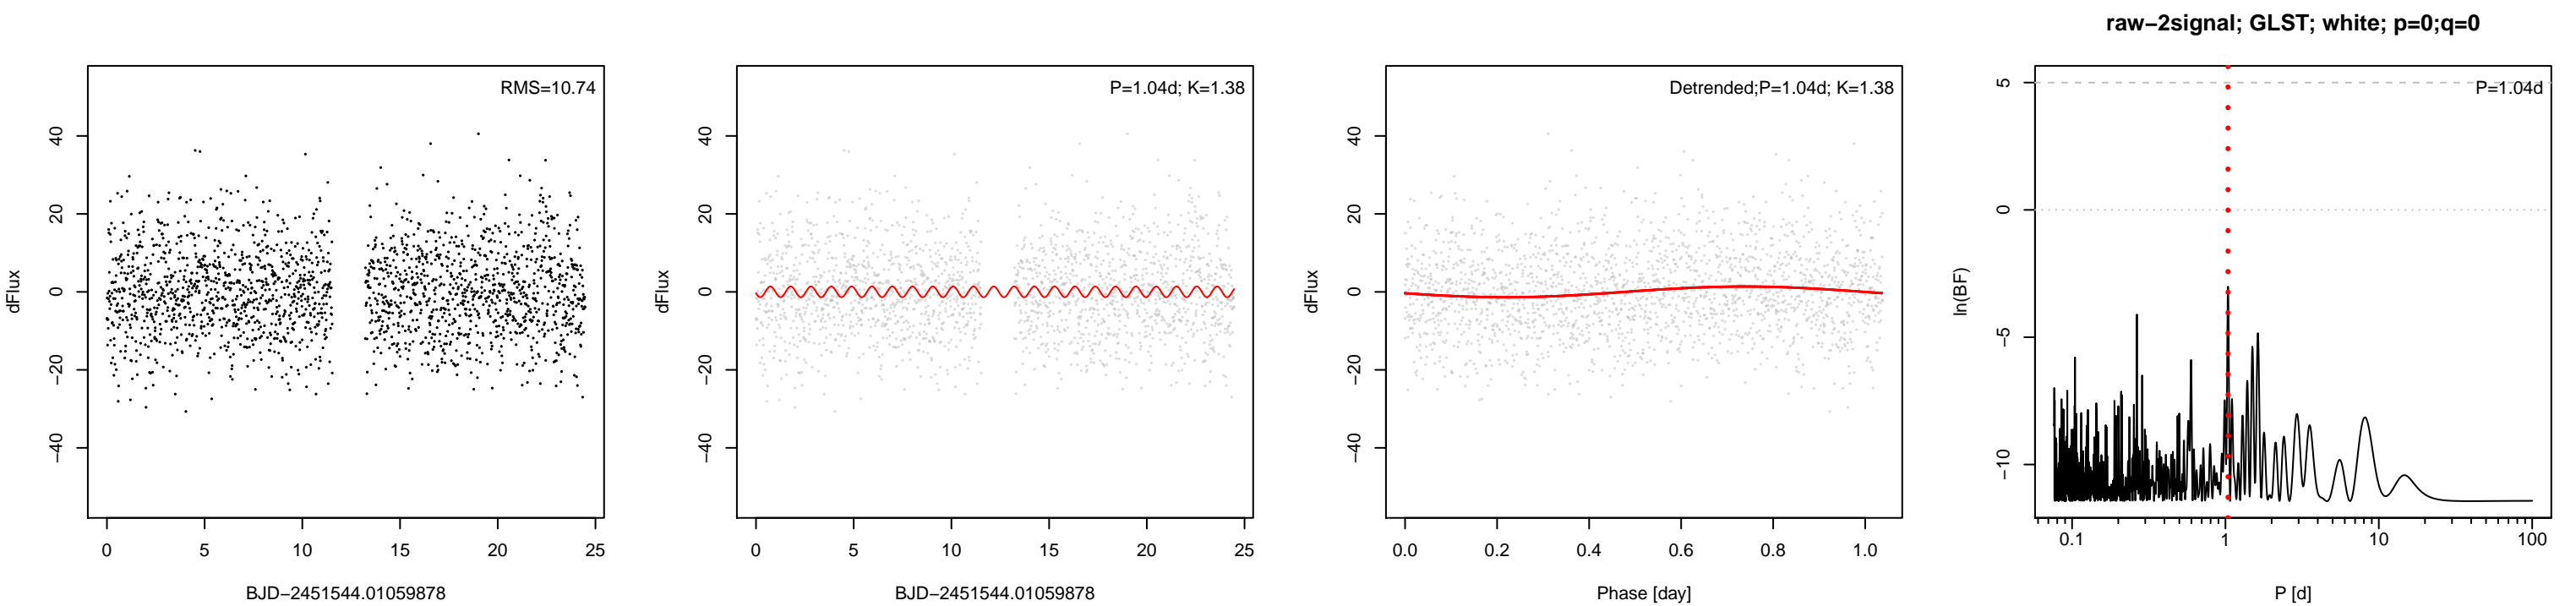 raw−2signal; GLST; white; p=0;q=0
RMS=10.74
dFlux
40
20
0
−20
−40
0 5 10 15 20 25
BJD−2451544.01059878
P=1.04d; K=1.38
dFlux
40
20
0
−20
−40
0 5 10 15 20 25
BJD−2451544.01059878
Detrended;P=1.04d; K=1.38
dFlux
40
20
0
−20
−40
0.0 0.2 0.4 0.6 0.8 1.0
Phase [day]
P=1.04d
ln(BF)
5
0
−5
−10
0.1 1 10 100
P [d]